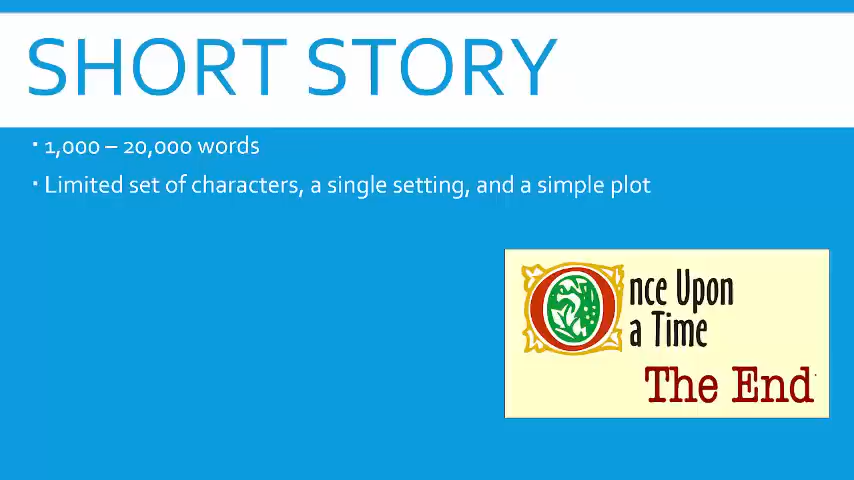 SHORT STORY
▪ 1,000 – 20,000 words
▪ Limited set of characters, a single setting, and a simple plot
Once Upon
a Time
The End